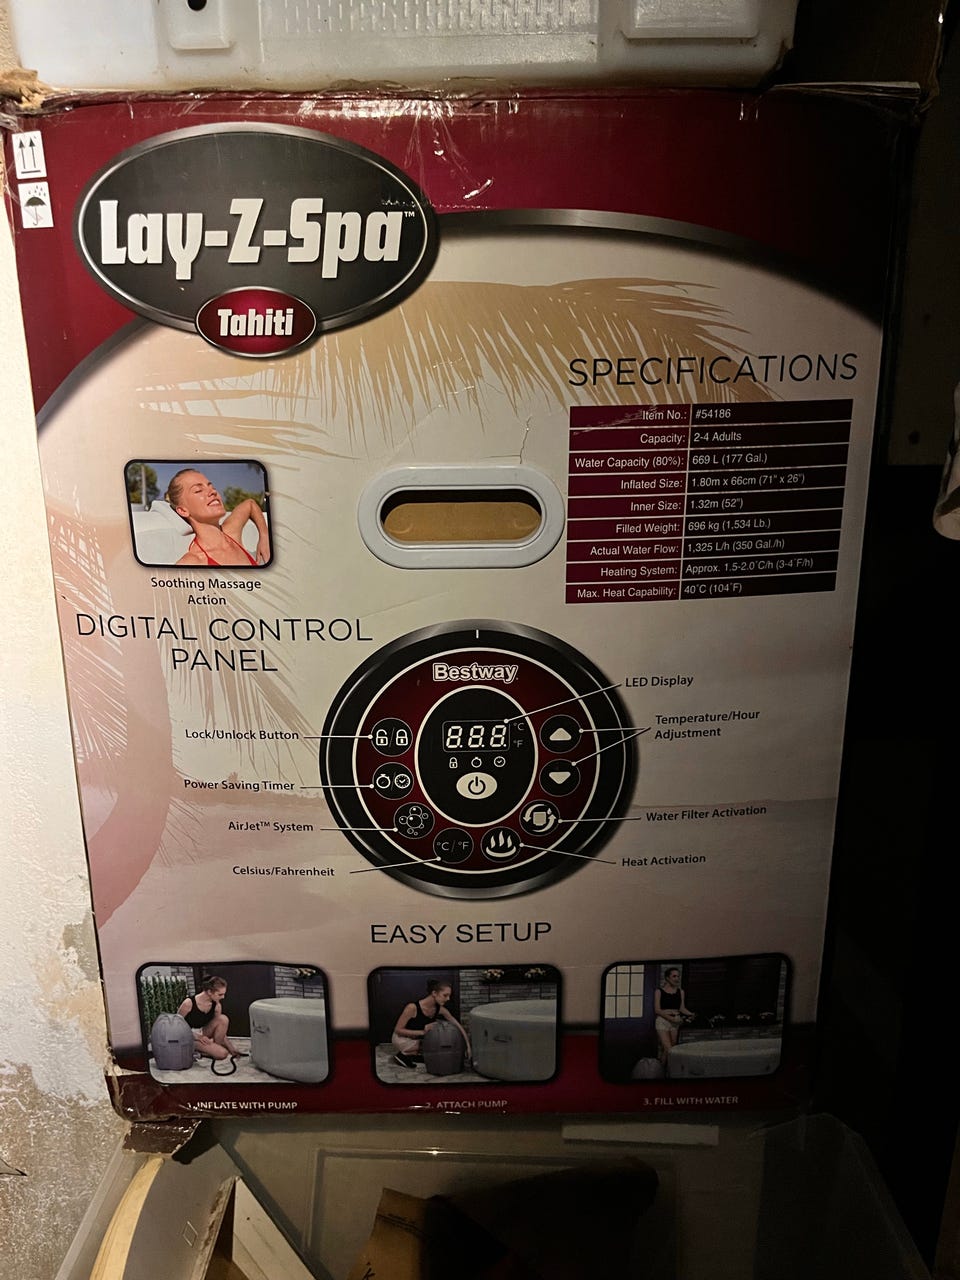 Lay-Z-Spa™
Tahiti
SPECIFICATIONS
Item No.: #54186
Capacity: 2-4 Adults
Water Capacity (80%): 669 L (177 Gal.)
Inflated Size: 1.80m x 66cm (71" x 26")
Inner Size: 1.32m (52")
Filled Weight: 696 kg (1,534 Lb.)
Actual Water Flow: 1,325 L/h (350 Gal./h)
Heating System: Approx. 1.5-2.0°C/h (3-4°F/h)
Max. Heat Capability: 40°C (104°F)
Soothing Massage
Action
DIGITAL CONTROL
PANEL
Bestway
LED Display
8.8.8.
°C
°F
Temperature/Hour
Adjustment
Lock/Unlock Button
Power Saving Timer
AirJet™ System
Water Filter Activation
°C/°F
Celsius/Fahrenheit
Heat Activation
EASY SETUP
1. INFLATE WITH PUMP
2. ATTACH PUMP
3. FILL WITH WATER